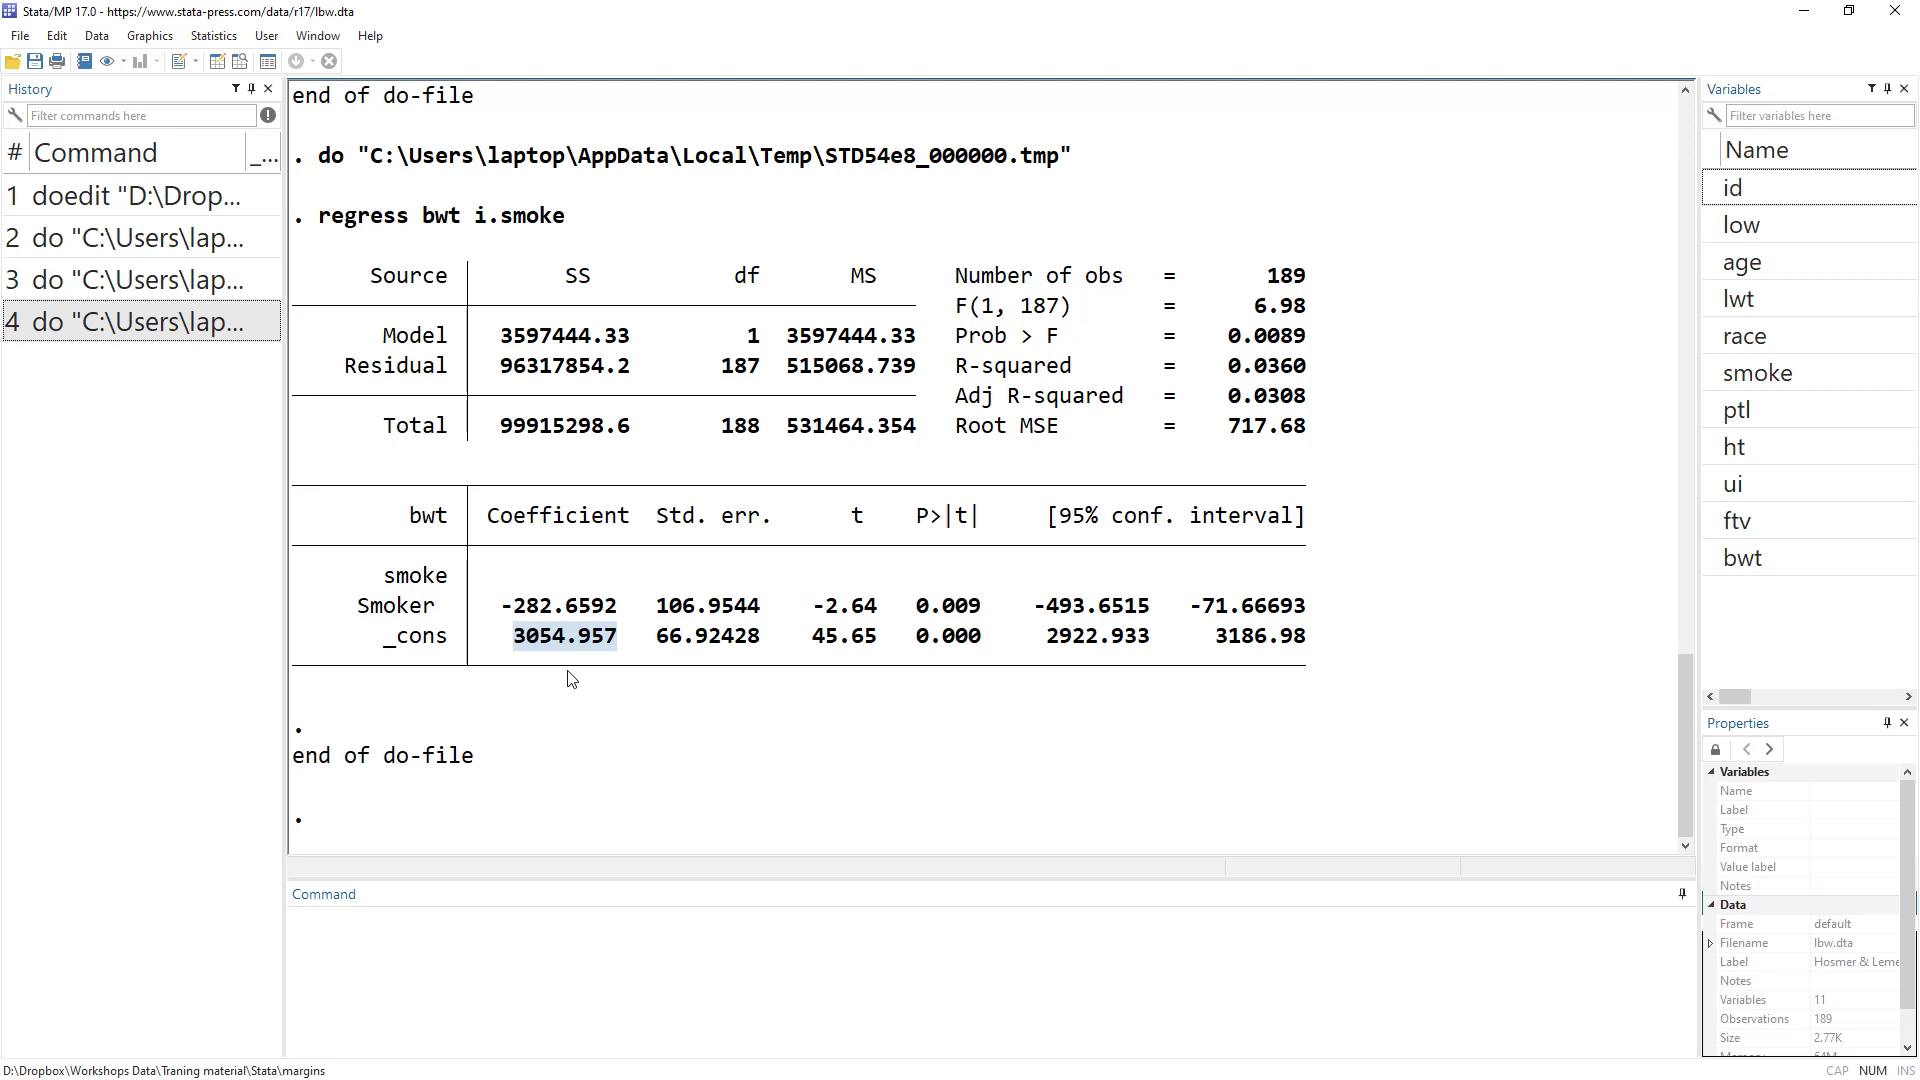 Stata/MP 17.0 - https://www.stata-press.com/data/r17/lbw.dta
File Edit Data Graphics Statistics User Window Help
History
Filter commands here
# Command _...
1 doedit "D:\Drop...
2 do "C:\Users\lap...
3 do "C:\Users\lap...
4 do "C:\Users\lap...
end of do-file
. do "C:\Users\laptop\AppData\Local\Temp\STD54e8_000000.tmp"
. regress bwt i.smoke
Source SS df MS Number of obs = 189
F(1, 187) = 6.98
Model 3597444.33 1 3597444.33 Prob > F = 0.0089
Residual 96317854.2 187 515068.739 R-squared = 0.0360
Adj R-squared = 0.0308
Total 99915298.6 188 531464.354 Root MSE = 717.68
bwt Coefficient Std. err. t P>|t| [95% conf. interval]
smoke
Smoker -282.6592 106.9544 -2.64 0.009 -493.6515 -71.66693
_cons 3054.957 66.92428 45.65 0.000 2922.933 3186.98
.
end of do-file
.
Command
Variables
Filter variables here
Name
id
low
age
lwt
race
smoke
ptl
ht
ui
ftv
bwt
Properties
Variables
Name
Label
Type
Format
Value label
Notes
Data
Frame default
Filename lbw.dta
Label Hosmer & Leme
Notes
Variables 11
Observations 189
Size 2.77K
D:\Dropbox\Workshops Data\Traning material\Stata\margins
CAP NUM INS